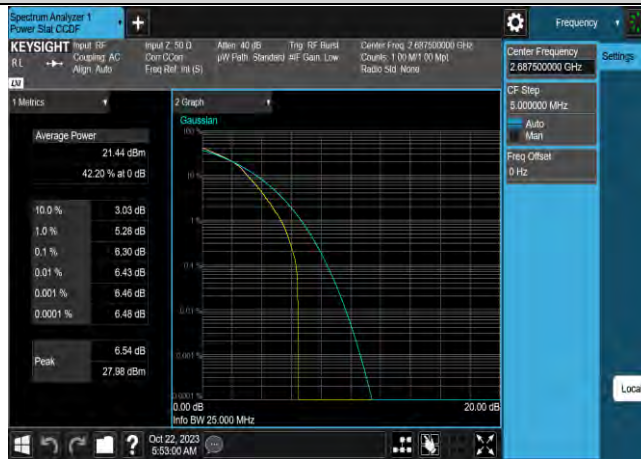 Spectrum Analyzer 1
Power Stat CCDF
+
Frequency
KEYSIGHT
RL
Input: RF
Coupling: AC
Align: Auto
Input Z: 50 Ω
Corr CCorr
Freq Ref: Int (S)
Atten: 40 dB
µW Path: Standard
Trig: RF Burst
#IF Gain: Low
Center Freq: 2.687500000 GHz
Counts: 1.00 M/1.00 Mpt
Radio Std: None
LW
1 Metrics
Average Power
21.44 dBm
42.20 % at 0 dB
10.0 % 3.03 dB
1.0 % 5.28 dB
0.1 % 6.30 dB
0.01 % 6.43 dB
0.001 % 6.46 dB
0.0001 % 6.48 dB
Peak
6.54 dB
27.98 dBm
2 Graph
Gaussian
100 %
10 %
1 %
0.1 %
0.01 %
0.001 %
0.0001 %
0.00 dB
20.00 dB
Info BW 25.000 MHz
Center Frequency
2.687500000 GHz
CF Step
5.000000 MHz
Auto
Man
Freq Offset
0 Hz
Settings
Local
?
Oct 22, 2023
5:53:00 AM